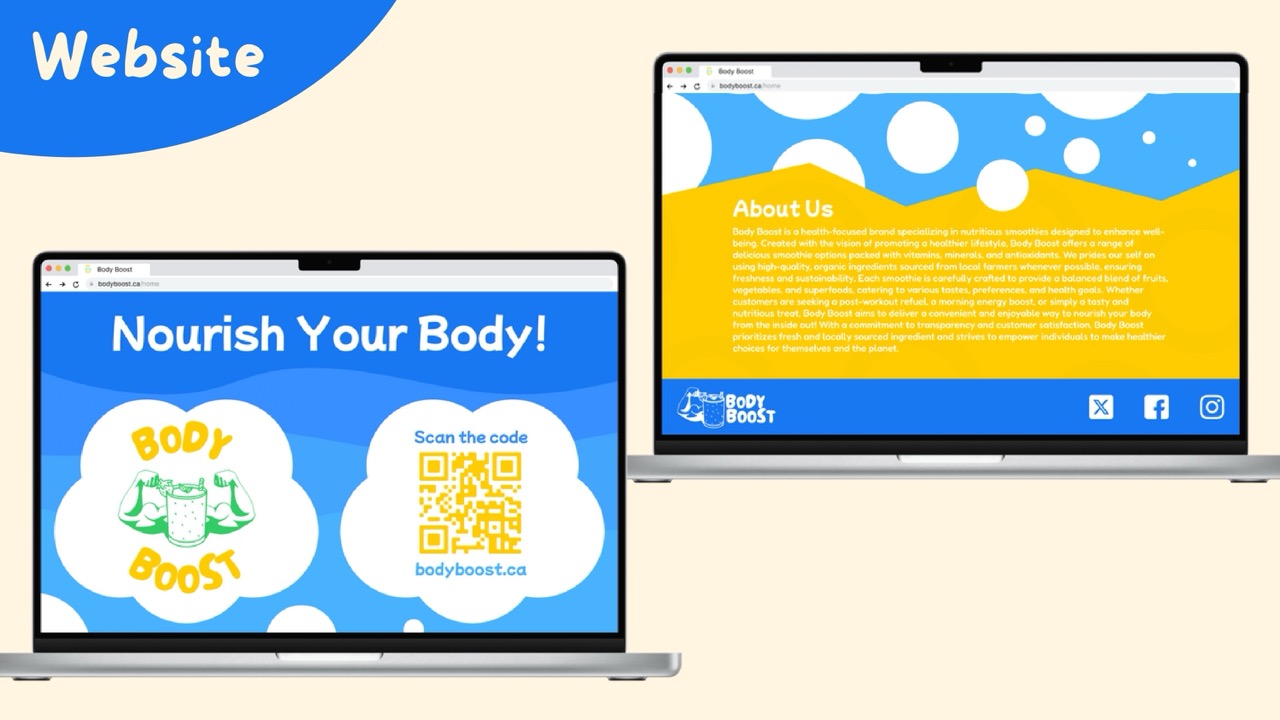 Website
Body Boost
bodyboost.ca/home
Nourish Your Body!
BODY
BOOST
Scan the code
bodyboost.ca
Body Boost
bodyboost.ca/home
About Us
Body Boost is a health-focused brand specializing in nutritious smoothies designed to enhance well-
being. Created with the vision of promoting a healthier lifestyle, Body Boost offers a range of
delicious smoothie options packed with vitamins, minerals, and antioxidants. We prides our self on
using high-quality, organic ingredients sourced from local farmers whenever possible, ensuring
freshness and sustainability. Each smoothie is carefully crafted to provide a balanced blend of fruits,
vegetables, and superfoods, catering to various tastes, preferences, and health goals. Whether
customers are seeking a post-workout refuel, a morning energy boost, or simply a tasty and
nutritious treat, Body Boost aims to deliver a convenient and enjoyable way to nourish your body
from the inside out! With a commitment to transparency and customer satisfaction, Body Boost
prioritizes fresh and locally sourced ingredient and strives to empower individuals to make healthier
choices for themselves and the planet.
BODY
BOOST